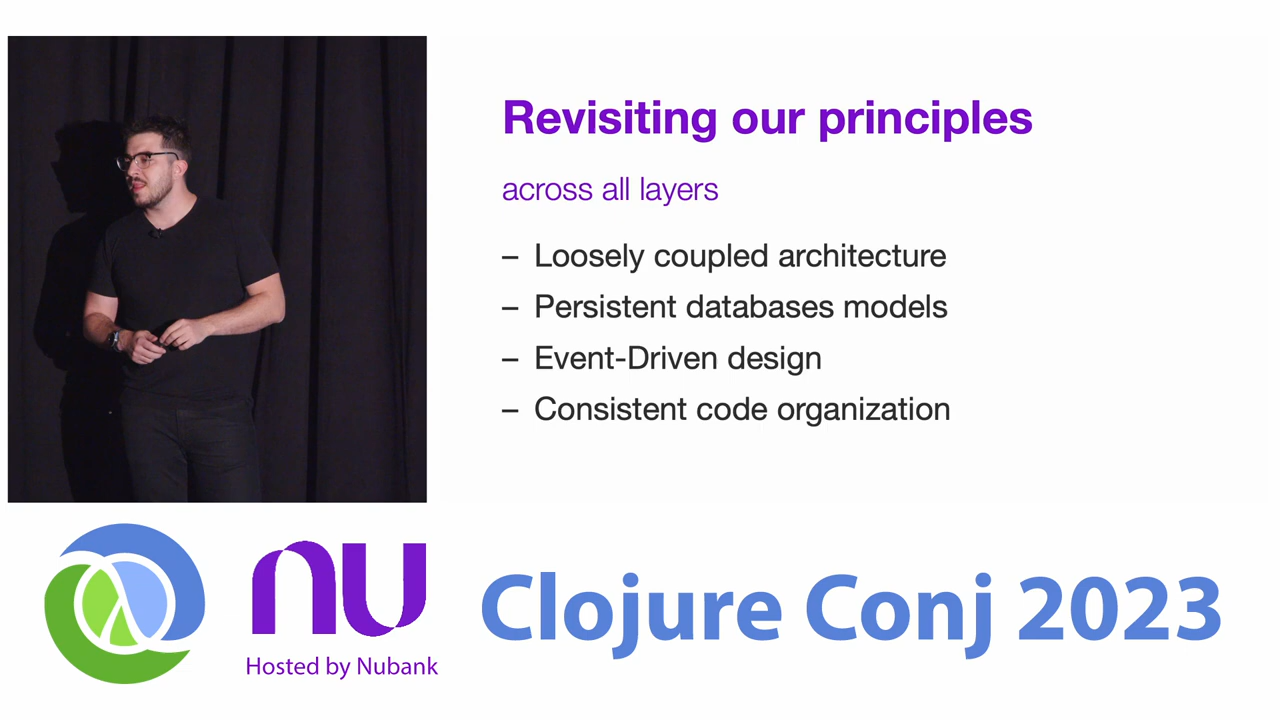 Revisiting our principles
across all layers
– Loosely coupled architecture
– Persistent databases models
– Event-Driven design
– Consistent code organization
nu
Hosted by Nubank
Clojure Conj 2023